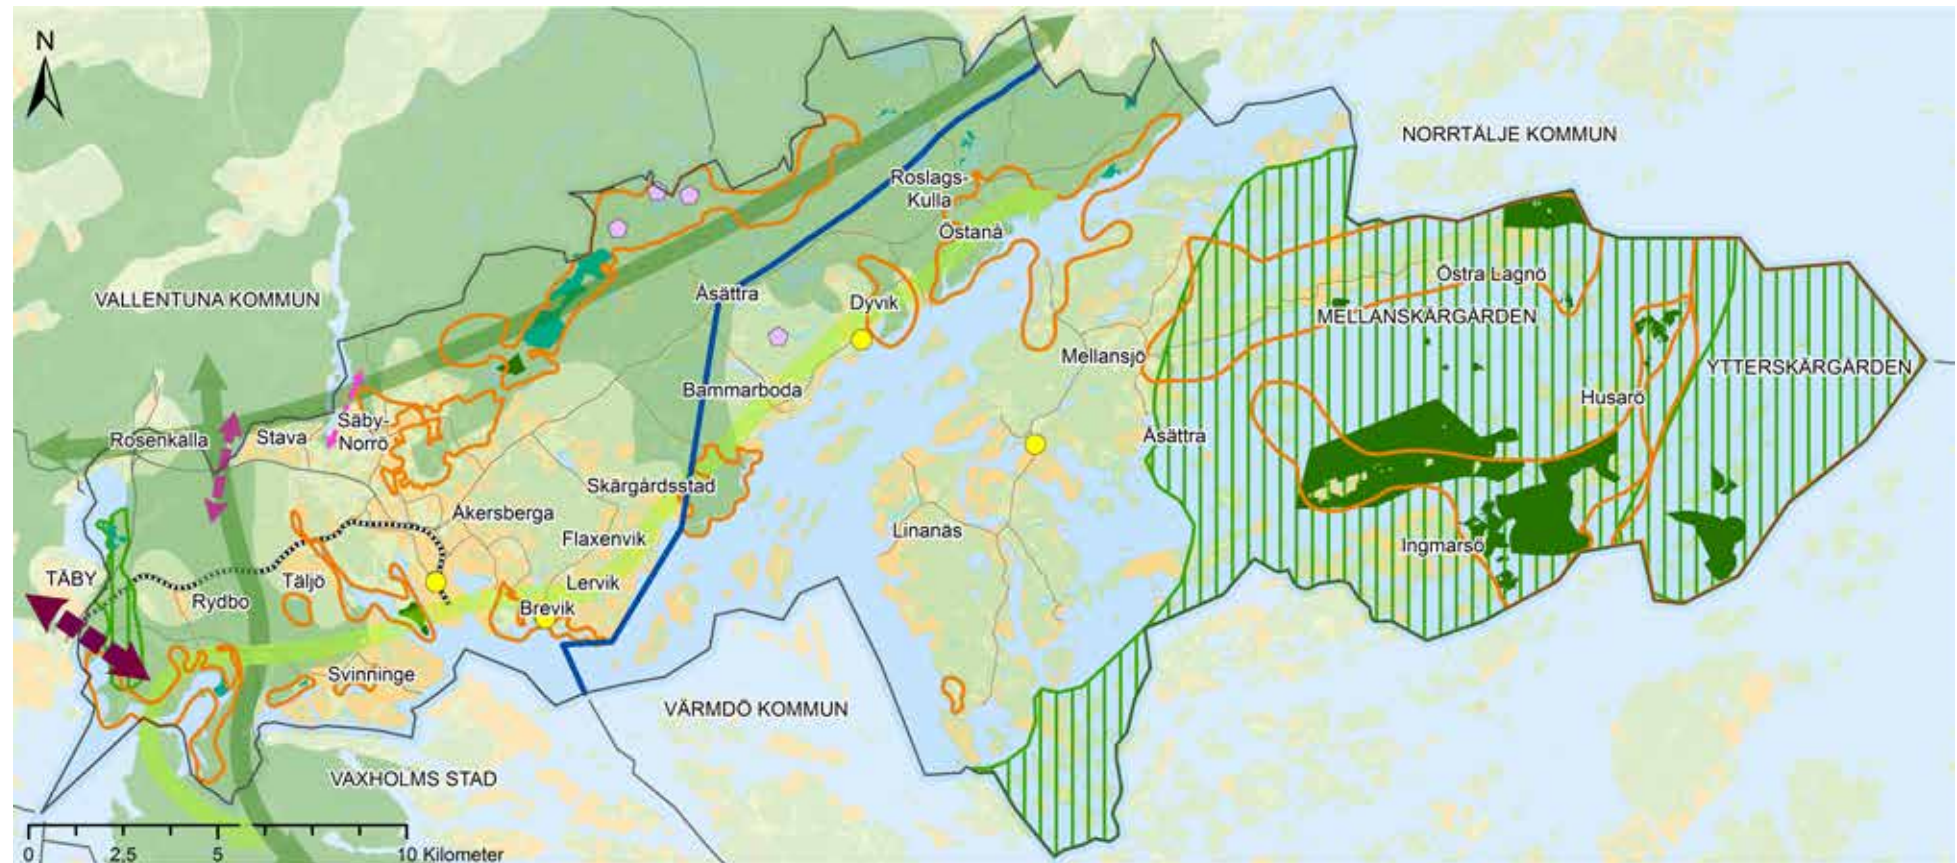 N
NORRTÄLJE KOMMUN
Roslags-
Kulla
Östanå
VALLENTUNA KOMMUN
Åsättra
Dyvik
Östra Lagnö
MELLANSKÄRGÅRDEN
Mellansjö
YTTERSKÄRGÅRDEN
Bammarboda
Husarö
Rosenkälla
Stava
Säby-
Norrö
Åsättra
Skärgårdsstad
Åkersberga
Flaxenvik
Linanäs
Ingmarsö
TÄBY
Täljö
Lervik
Rydbo
Brevik
Svinninge
VÄRMDÖ KOMMUN
VAXHOLMS STAD
0 2,5 5 10 Kilometer